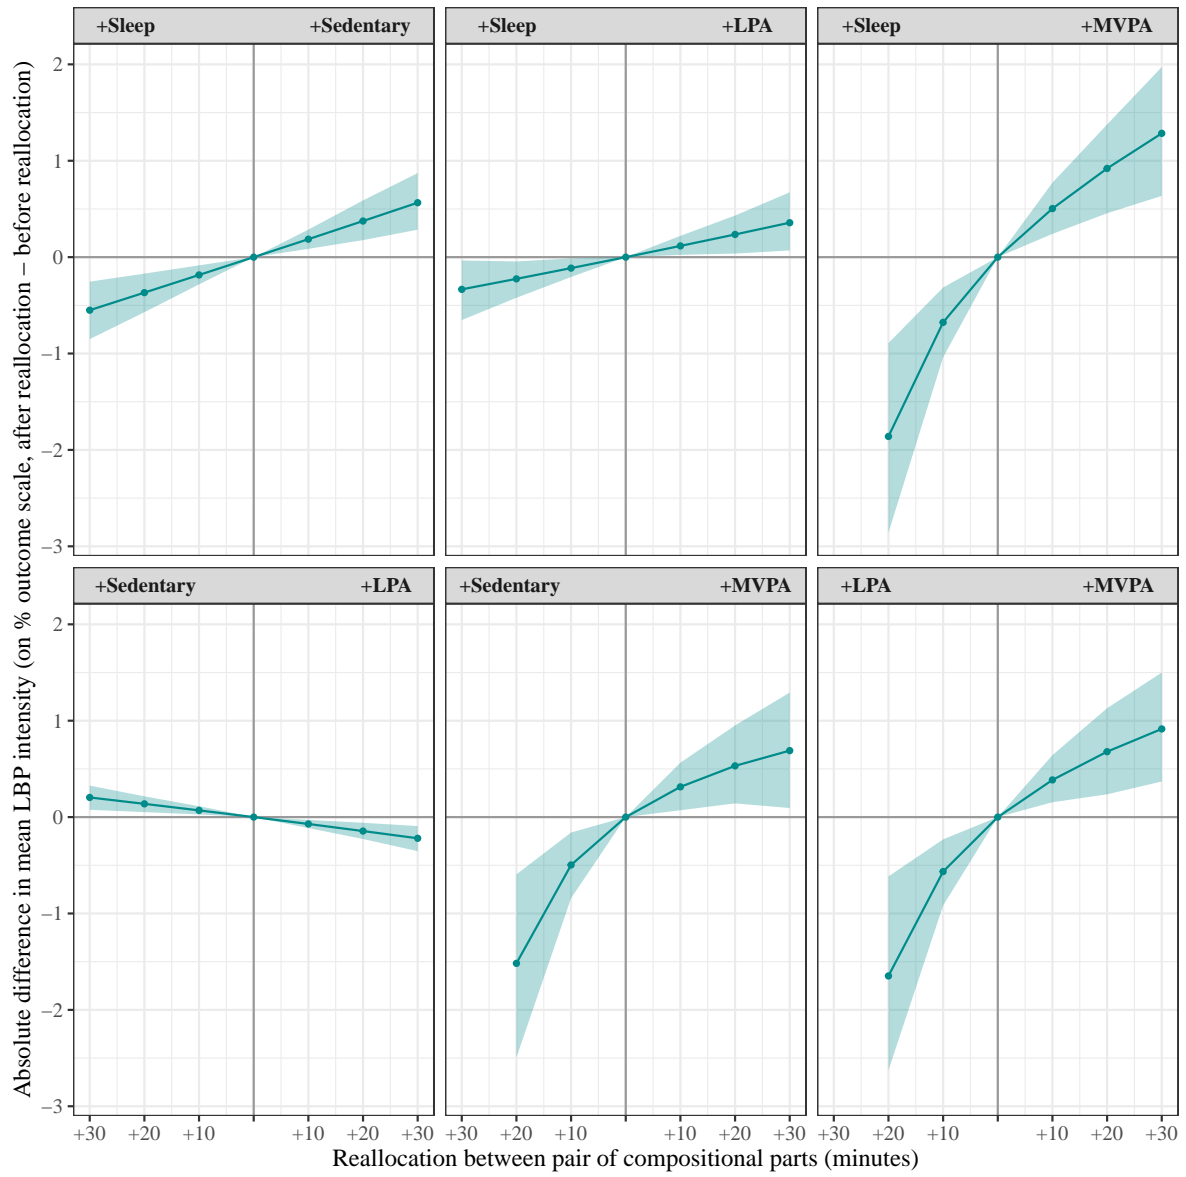 +Sleep +Sedentary
+Sleep +LPA
+Sleep +MVPA
Absolute difference in mean LBP intensity (on % outcome scale, after reallocation − before reallocation)
2
1
0
−1
−2
−3
+Sedentary +LPA
+Sedentary +MVPA
+LPA +MVPA
2
1
0
−1
−2
−3
+30 +20 +10 +10 +20 +30
+30 +20 +10 +10 +20 +30
+30 +20 +10 +10 +20 +30
Reallocation between pair of compositional parts (minutes)